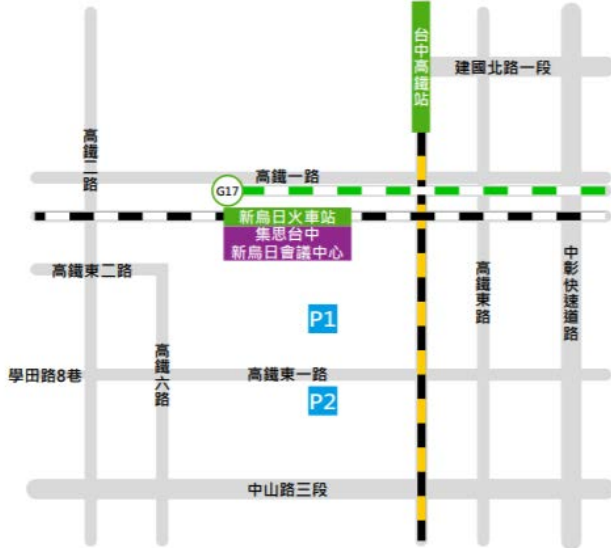 台中高鐵站
建國北路一段
高鐵二路
高鐵一路
G17
新烏日火車站
集思台中
新烏日會議中心
高鐵東二路
高鐵東路
中彰快速道路
P1
高鐵六路
學田路8巷
高鐵東一路
P2
中山路三段